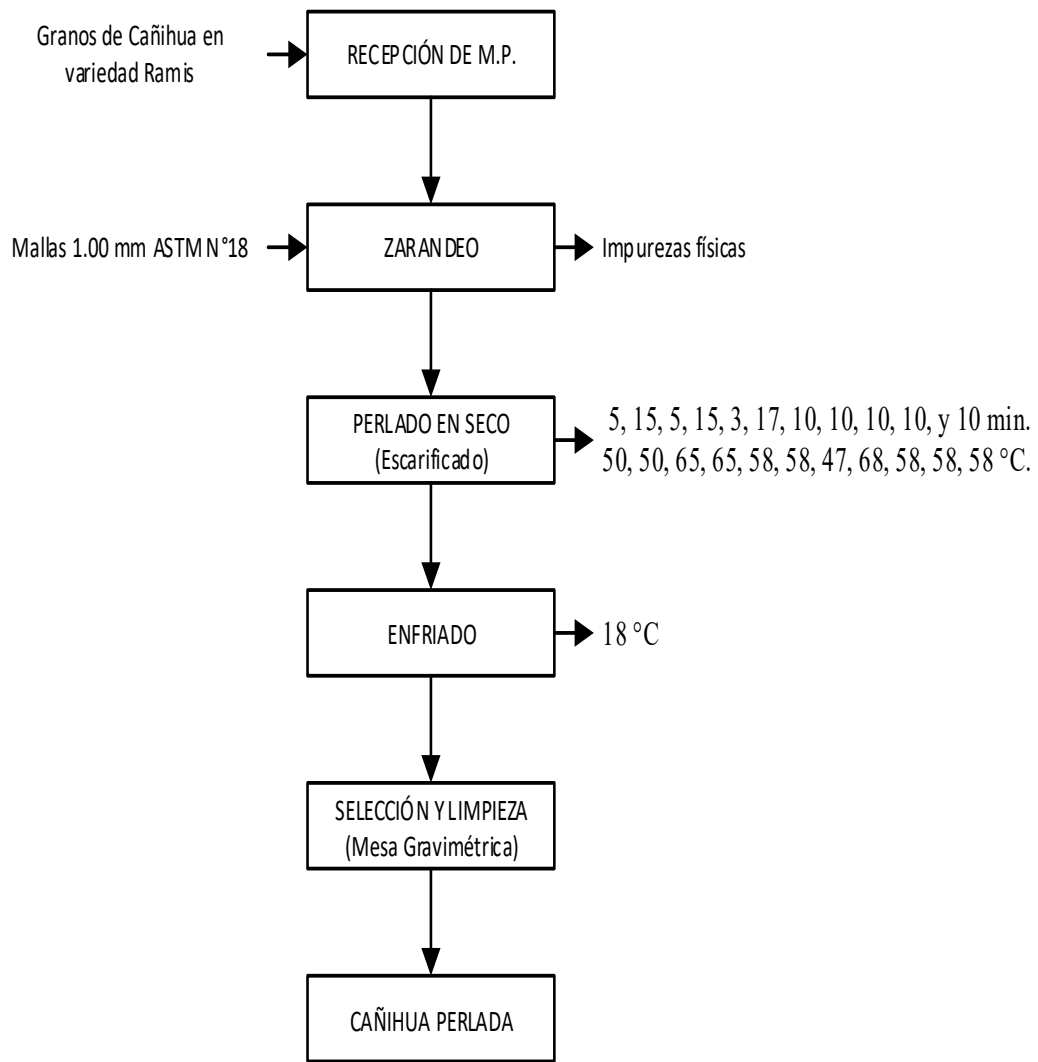 Granos de Cañihua en
variedad Ramis
RECEPCIÓN DE M.P.
Mallas 1.00 mm ASTM N°18
ZARANDEO
Impurezas físicas
PERLADO EN SECO
(Escarificado)
5, 15, 5, 15, 3, 17, 10, 10, 10, 10, y 10 min.
50, 50, 65, 65, 58, 58, 47, 68, 58, 58, 58 °C.
ENFRIADO
18 °C
SELECCIÓN Y LIMPIEZA
(Mesa Gravimétrica)
CAÑIHUA PERLADA